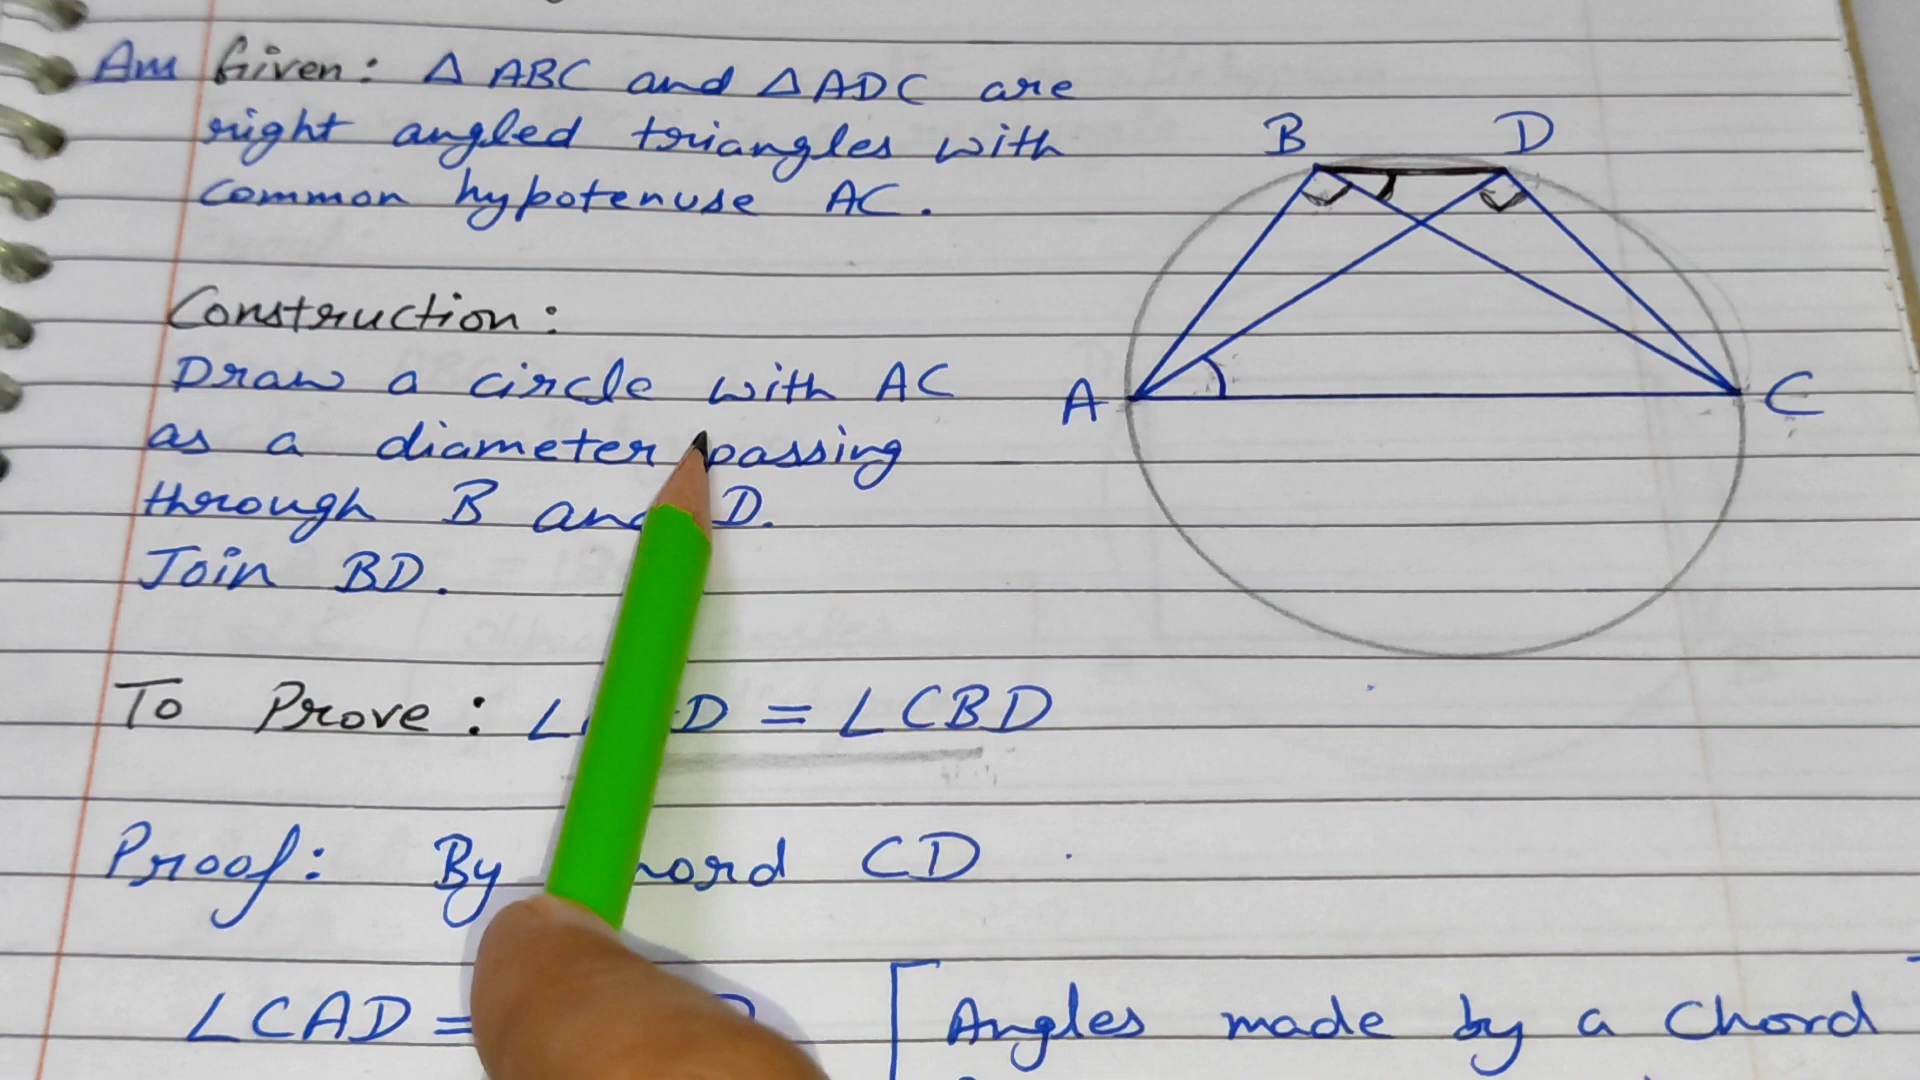 Ans Given: △ ABC and △ ADC are
right angled triangles with
common hypotenuse AC.
Construction:
Draw a circle with AC
as a diameter passing
through B and D.
Join BD.
To Prove: ∠ D = ∠CBD
Proof: By CD
∠CAD =
[Angles made by a Chord
B D
A C